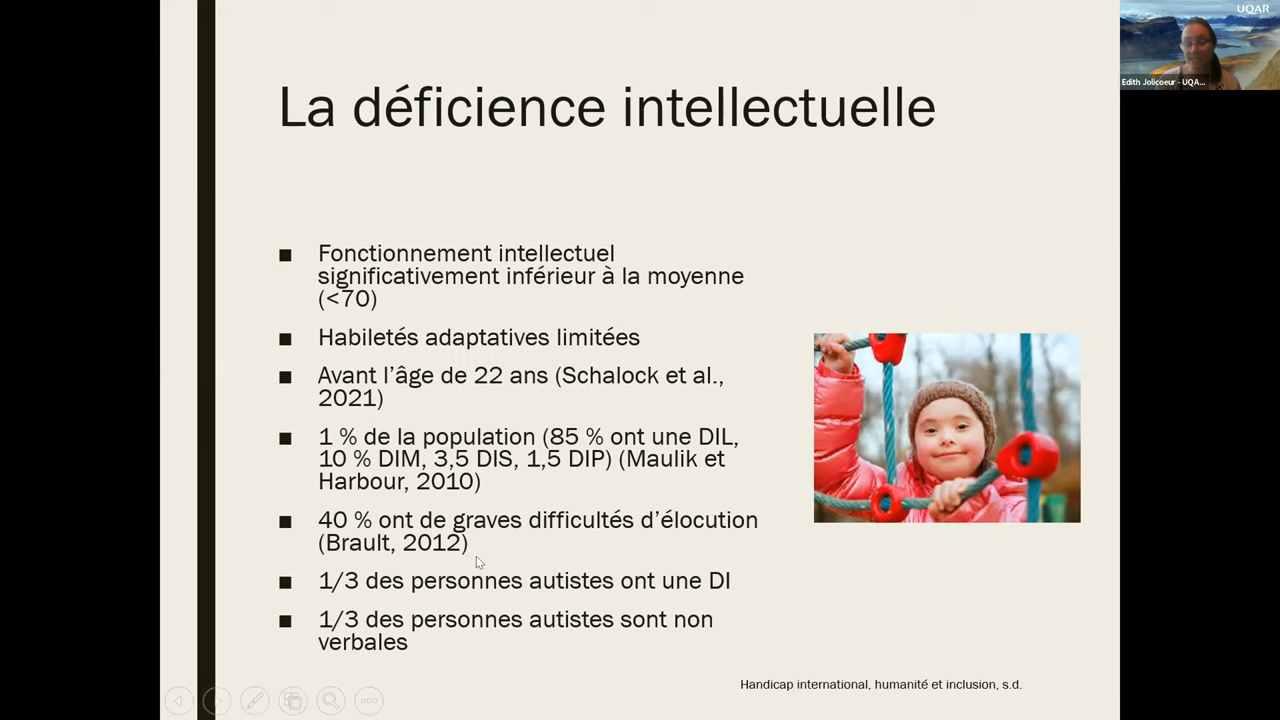 UQAR
Edith Jolicoeur - UQA...
La déficience intellectuelle
■ Fonctionnement intellectuel
significativement inférieur à la moyenne
(<70)
■ Habiletés adaptatives limitées
■ Avant l’âge de 22 ans (Schalock et al.,
2021)
■ 1 % de la population (85 % ont une DIL,
10 % DIM, 3,5 DIS, 1,5 DIP) (Maulik et
Harbour, 2010)
■ 40 % ont de graves difficultés d’élocution
(Brault, 2012)
■ 1/3 des personnes autistes ont une DI
■ 1/3 des personnes autistes sont non
verbales
Handicap international, humanité et inclusion, s.d.